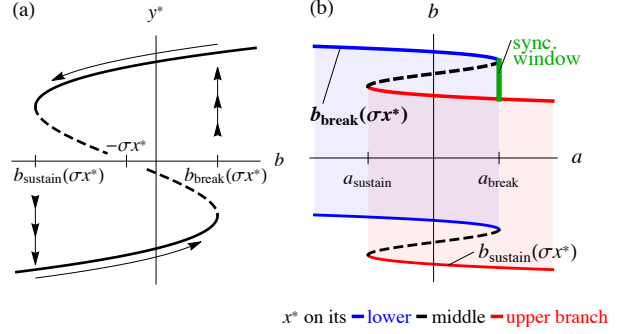 (a)
y*
−σx*
b
b_sustain(σx*)
b_break(σx*)
(b)
b
sync.
window
b_break(σx*)
a
a_sustain
a_break
b_sustain(σx*)
x* on its lower middle upper branch